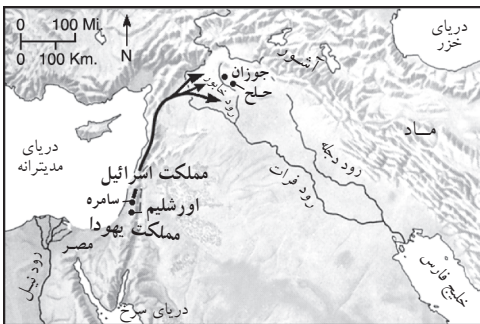 0 100 Mi.
0 100 Km.
N
دریای
خزر
آشور
جوزان
حلح
رود خابور
ماد
دریای
مدیترانه
مملکت اسرائیل
سامره
اورشلیم
مملکت یهودا
رود دجله
رود فرات
مصر
رود نیل
دریای سرخ
خلیج فارس